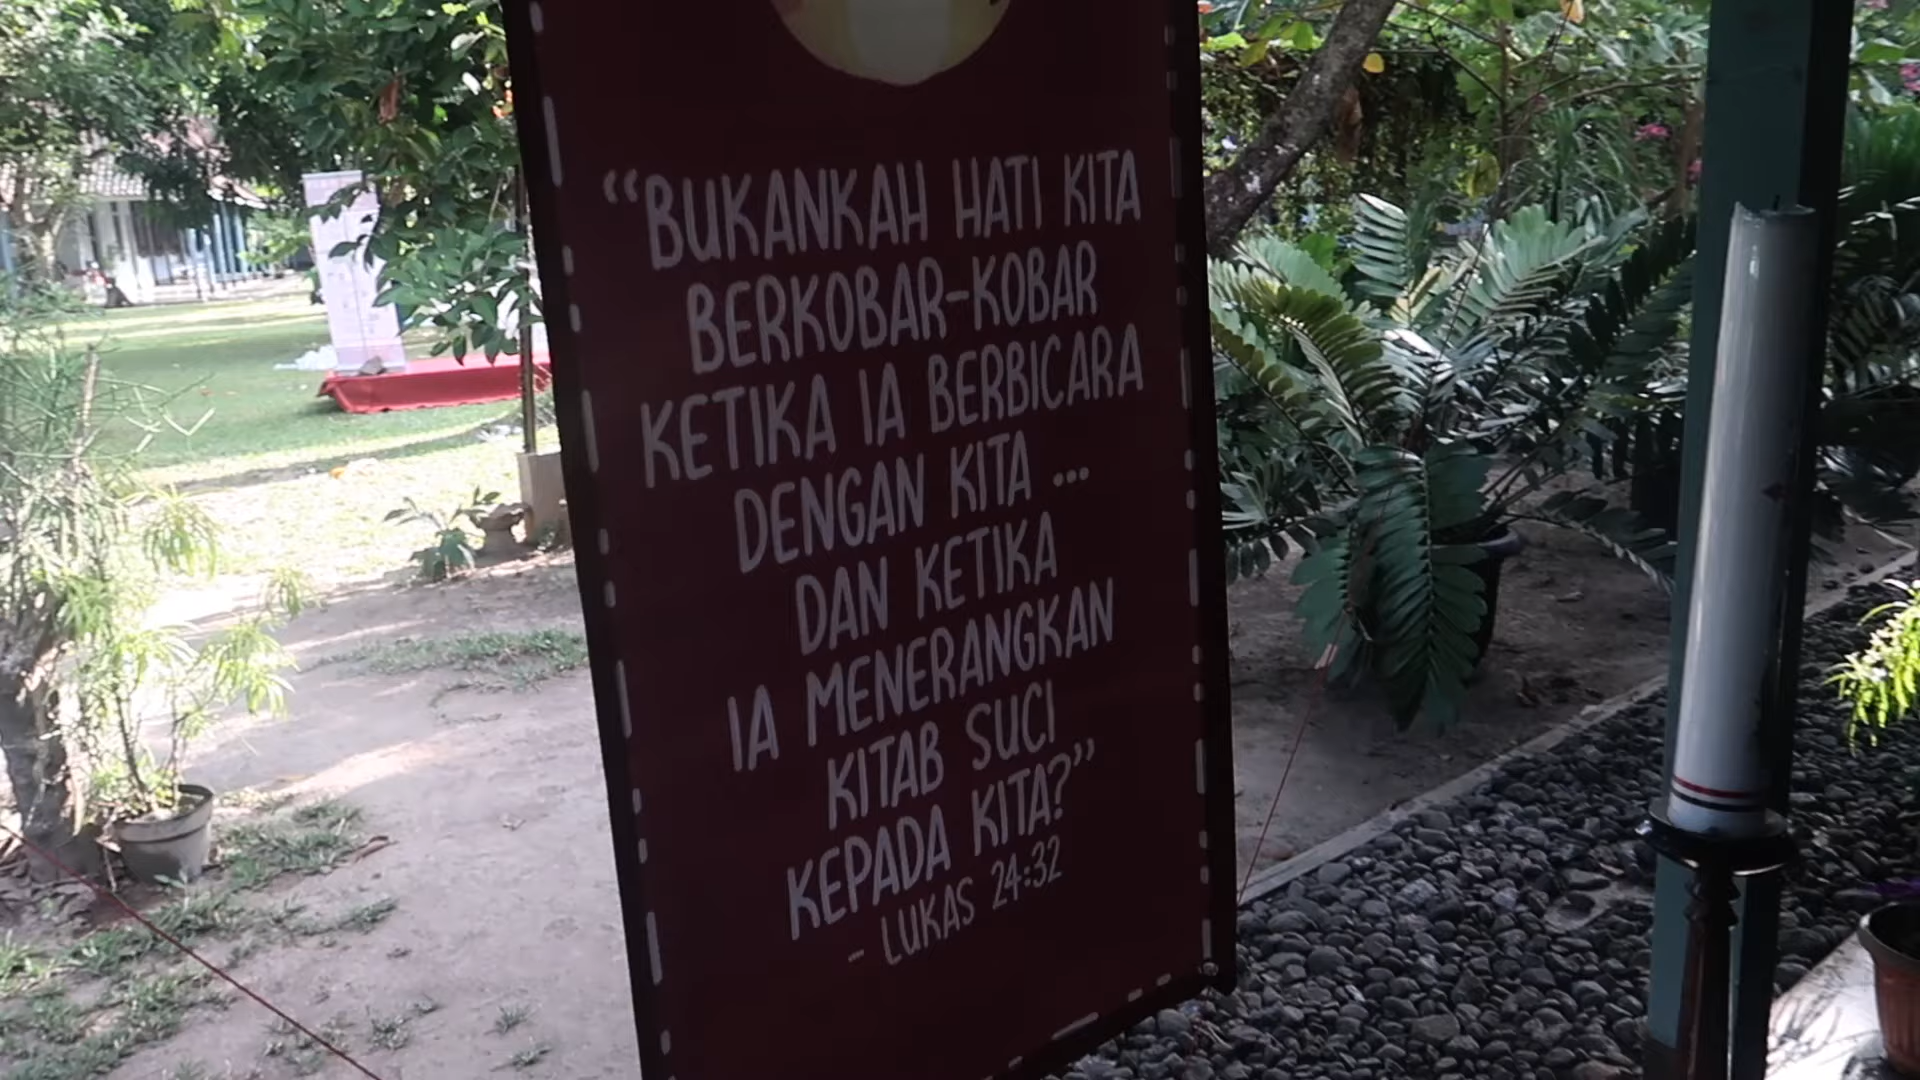 “BUKANKAH HATI KITA
BERKOBAR-KOBAR
KETIKA IA BERBICARA
DENGAN KITA ...
DAN KETIKA
IA MENERANGKAN
KITAB SUCI
KEPADA KITA?”
- LUKAS 24:32